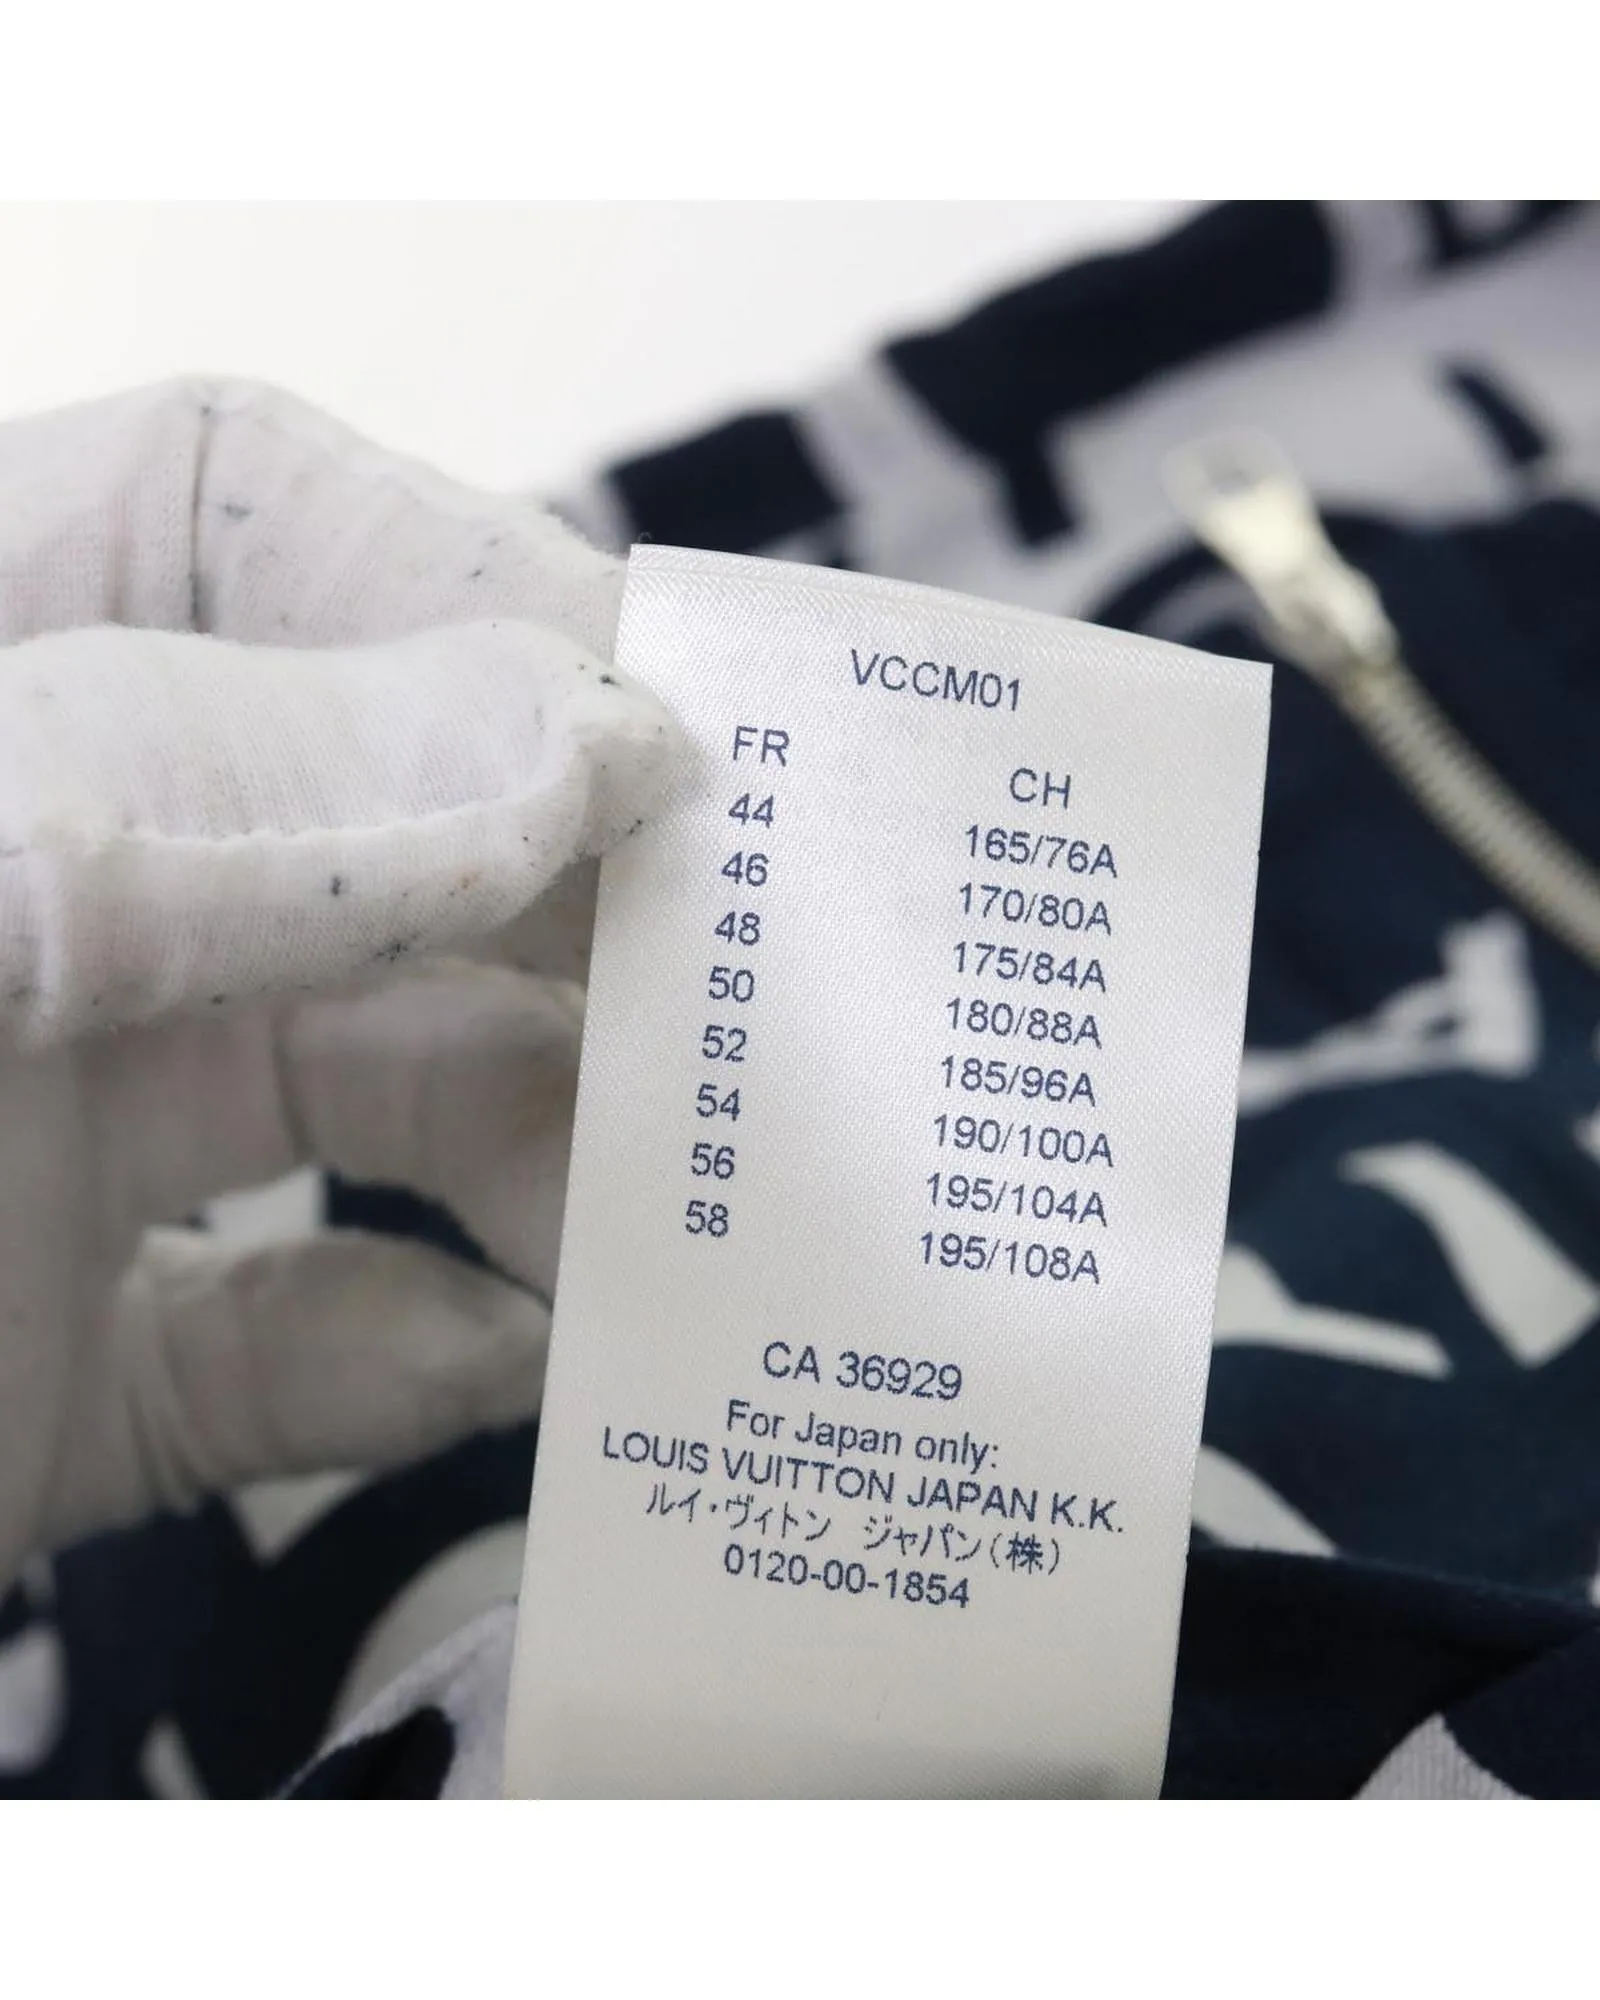 VCCM01
FR CH
44 165/76A
46 170/80A
48 175/84A
50 180/88A
52 185/96A
54 190/100A
56 195/104A
58 195/108A
CA 36929
For Japan only:
LOUIS VUITTON JAPAN K.K.
ルイ・ヴィトン ジャパン(株)
0120-00-1854